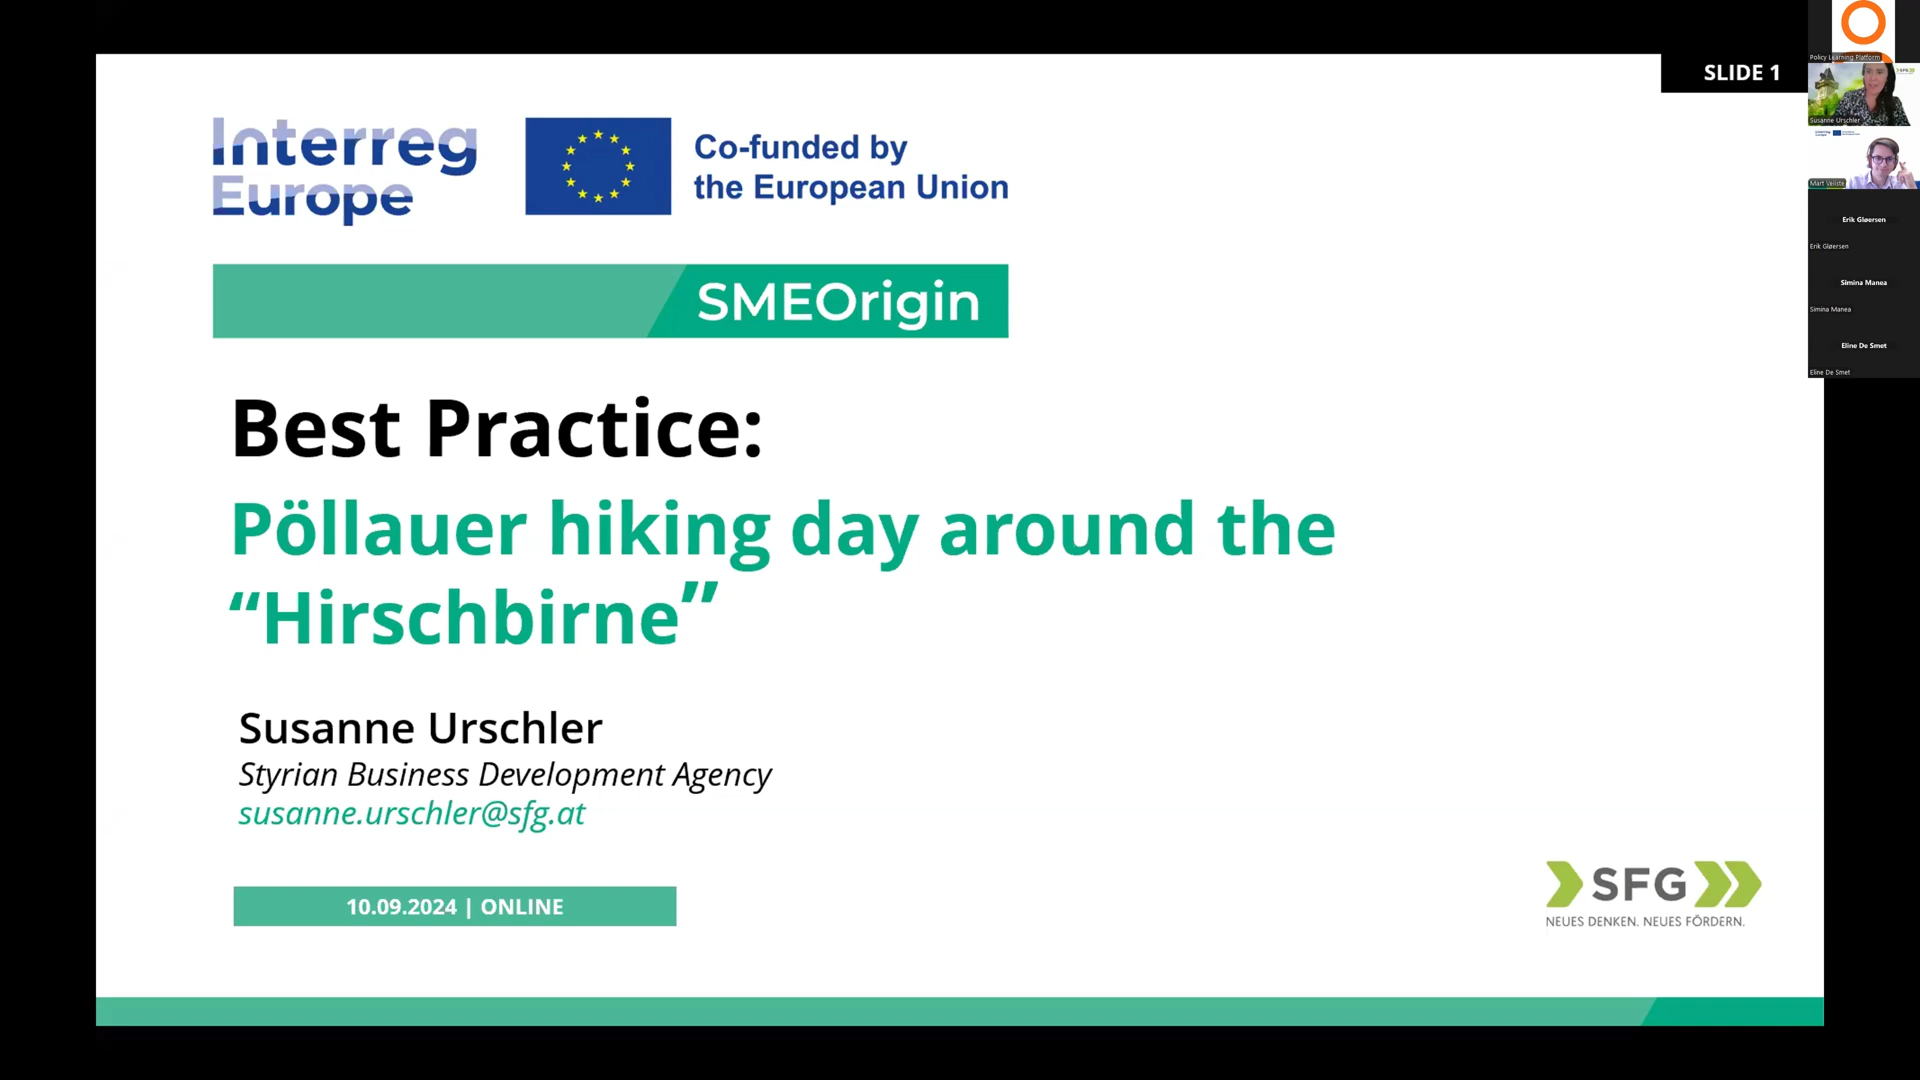 SLIDE 1
Interreg
Europe
Co-funded by
the European Union
SMEOrigin
Best Practice:
Pöllauer hiking day around the
“Hirschbirne”
Susanne Urschler
Styrian Business Development Agency
susanne.urschler@sfg.at
10.09.2024 | ONLINE
SFG
NEUES DENKEN. NEUES FÖRDERN.
Policy Learning Platform
Susanne Urschler
Mart Veliste
Erik Gløersen
Erik Gløersen
Simina Manea
Simina Manea
Eline De Smet
Eline De Smet